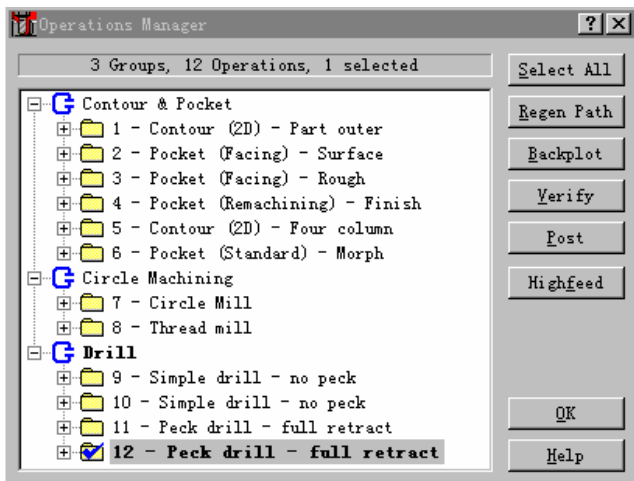 Operations Manager
3 Groups, 12 Operations, 1 selected
Contour & Pocket
1 - Contour (2D) - Part outer
2 - Pocket (Facing) - Surface
3 - Pocket (Facing) - Rough
4 - Pocket (Remachining) - Finish
5 - Contour (2D) - Four column
6 - Pocket (Standard) - Morph
Circle Machining
7 - Circle Mill
8 - Thread mill
Drill
9 - Simple drill - no peck
10 - Simple drill - no peck
11 - Peck drill - full retract
12 - Peck drill - full retract
Select All
Regen Path
Backplot
Verify
Post
Highfeed
OK
Help